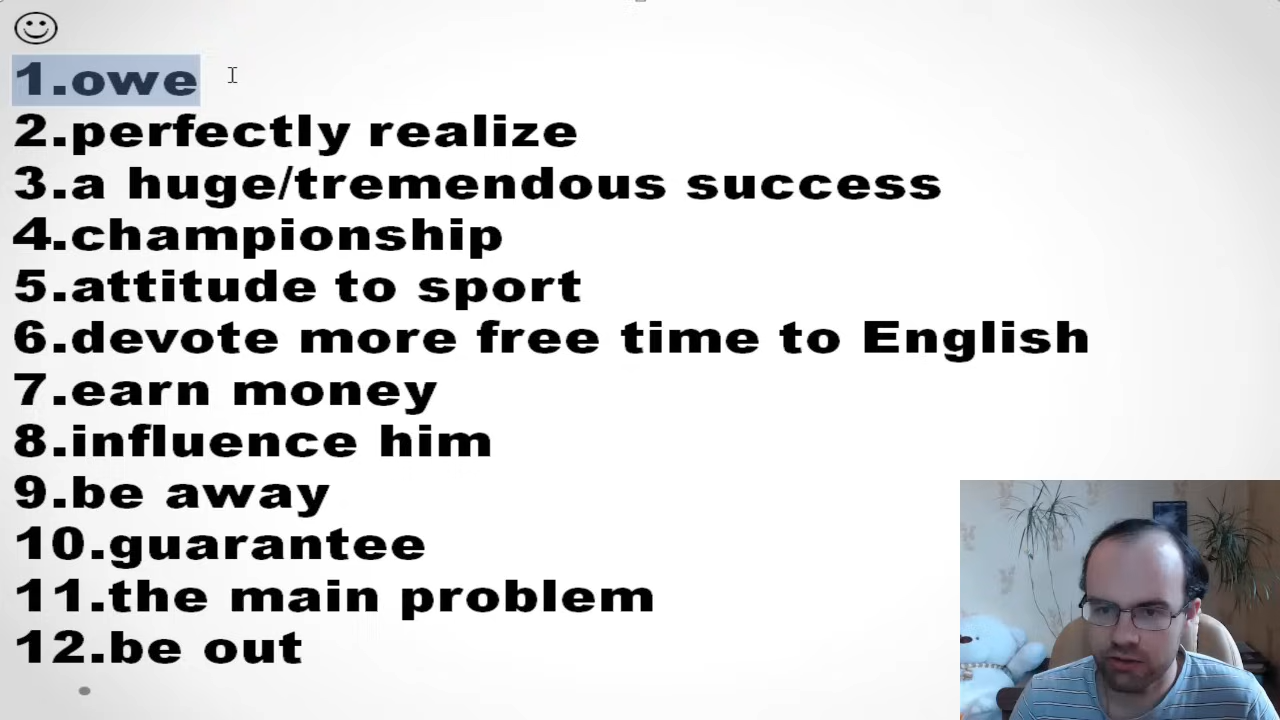 1.owe
2.perfectly realize
3.a huge/tremendous success
4.championship
5.attitude to sport
6.devote more free time to English
7.earn money
8.influence him
9.be away
10.guarantee
11.the main problem
12.be out